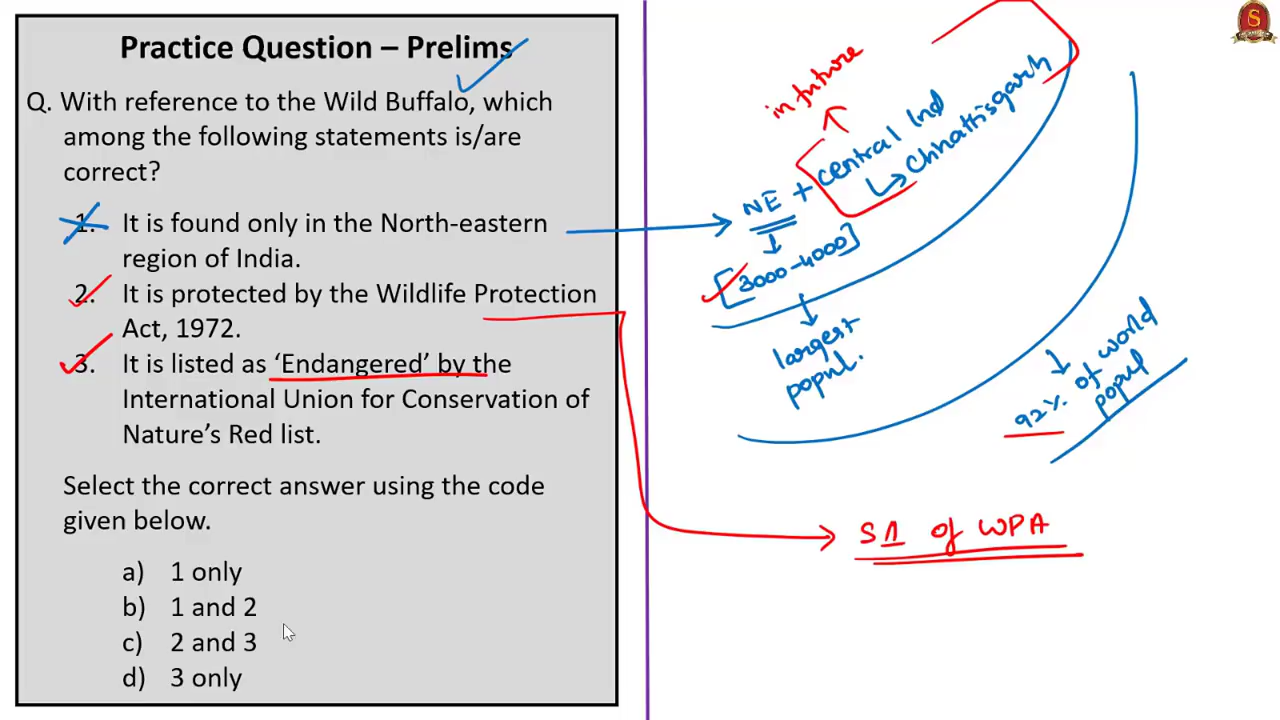 Practice Question – Prelims
Q. With reference to the Wild Buffalo, which
among the following statements is/are
correct?
1. It is found only in the North-eastern
region of India.
2. It is protected by the Wildlife Protection
Act, 1972.
3. It is listed as ‘Endangered’ by the
International Union for Conservation of
Nature’s Red list.
Select the correct answer using the code
given below.
a) 1 only
b) 1 and 2
c) 2 and 3
d) 3 only
in future
NE + central Ind
Chhattisgarh
[3000-4000]
largest
popul.
92% of world
popul
S1 of WPA
S